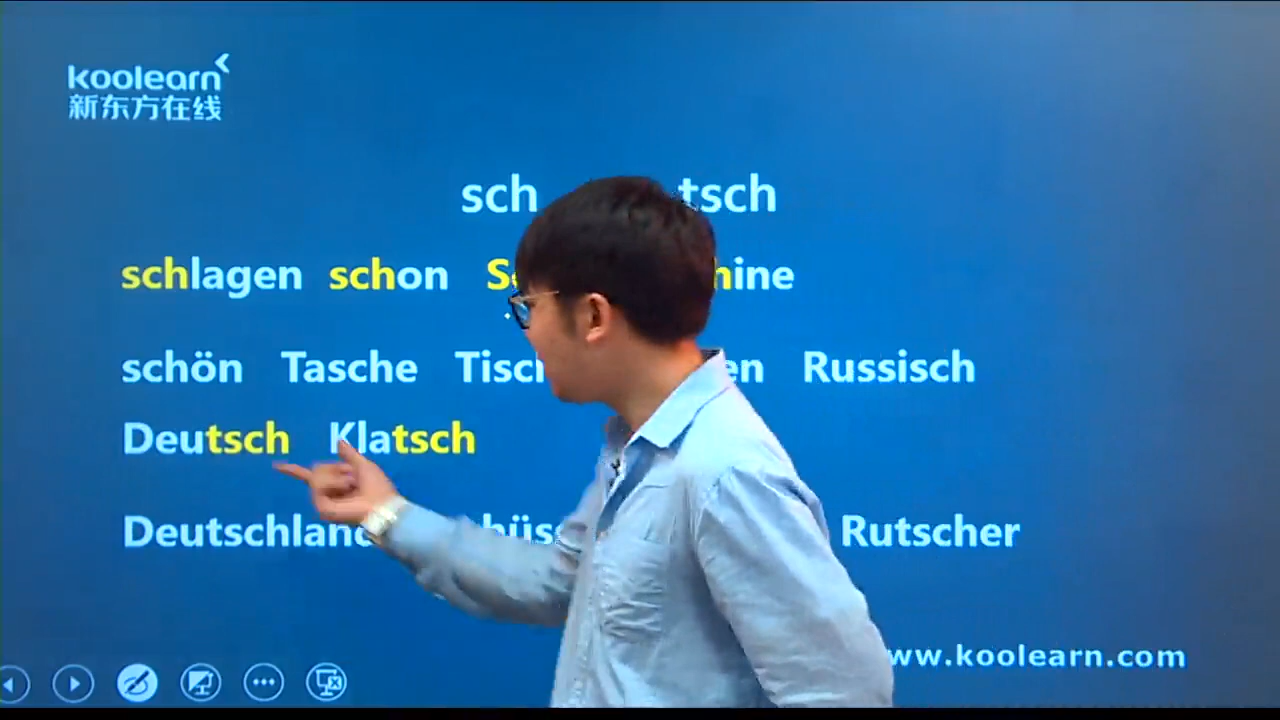 koolearn
新东方在线
sch tsch
schlagen schon
schön Tasche Russisch
Deutsch Klatsch
Rutscher
www.koolearn.com